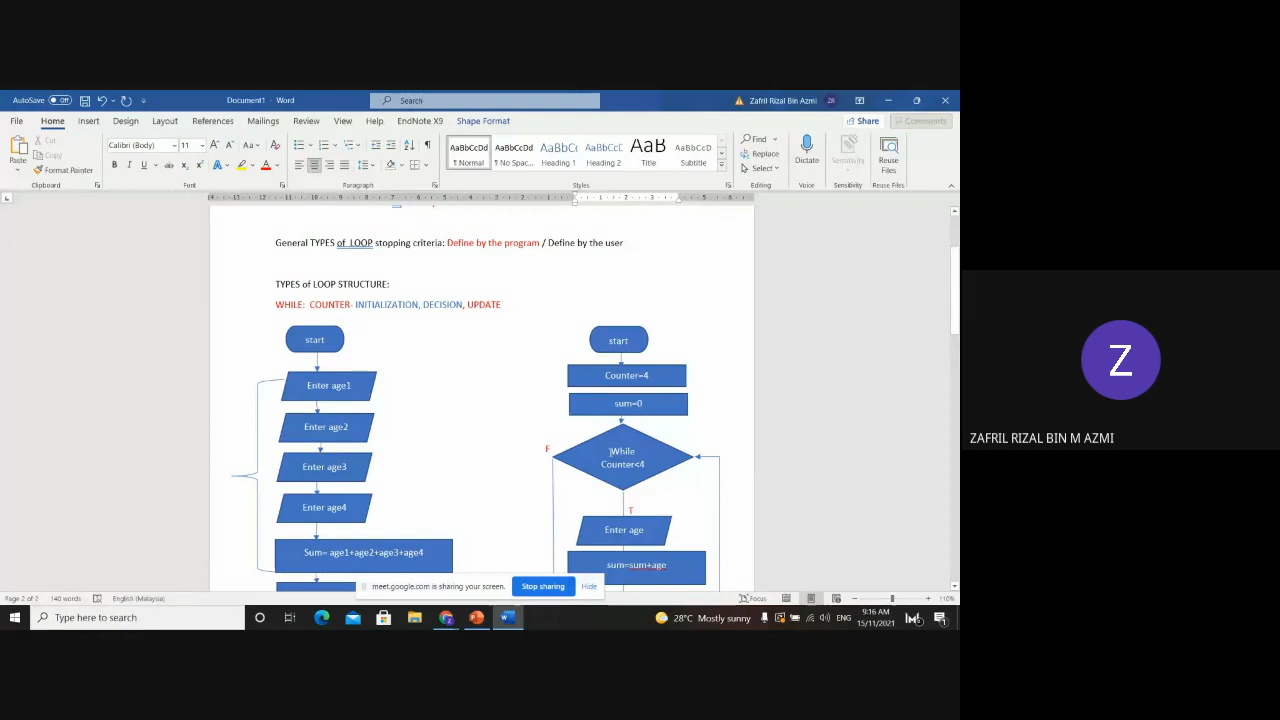 AutoSave Off
Document1 - Word
Search
Zafril Rizal Bin Azmi
ZR
File Home Insert Design Layout References Mailings Review View Help EndNote X9 Shape Format
Share
Comments
Paste
Cut
Copy
Format Painter
Clipboard
Calibri (Body) 11
Font
Paragraph
AaBbCcDd AaBbCcDd AaBbCc AaBbCcD AaB AaBbCcD
¶ Normal ¶ No Spac... Heading 1 Heading 2 Title Subtitle
Styles
Find
Replace
Select
Editing
Dictate
Voice
Sensitivity
Sensitivity
Reuse Files
Reuse Files
General TYPES of LOOP stopping criteria: Define by the program / Define by the user
TYPES of LOOP STRUCTURE:
WHILE: COUNTER- INITIALIZATION, DECISION, UPDATE
start
Enter age1
Enter age2
Enter age3
Enter age4
Sum= age1+age2+age3+age4
start
Counter=4
sum=0
F
While
Counter<4
T
Enter age
sum=sum+age
meet.google.com is sharing your screen.
Stop sharing
Hide
Page 2 of 2 140 words English (Malaysia)
Focus
110%
Type here to search
28°C Mostly sunny
ENG
9:16 AM
15/11/2021
Z
ZAFRIL RIZAL BIN M AZMI